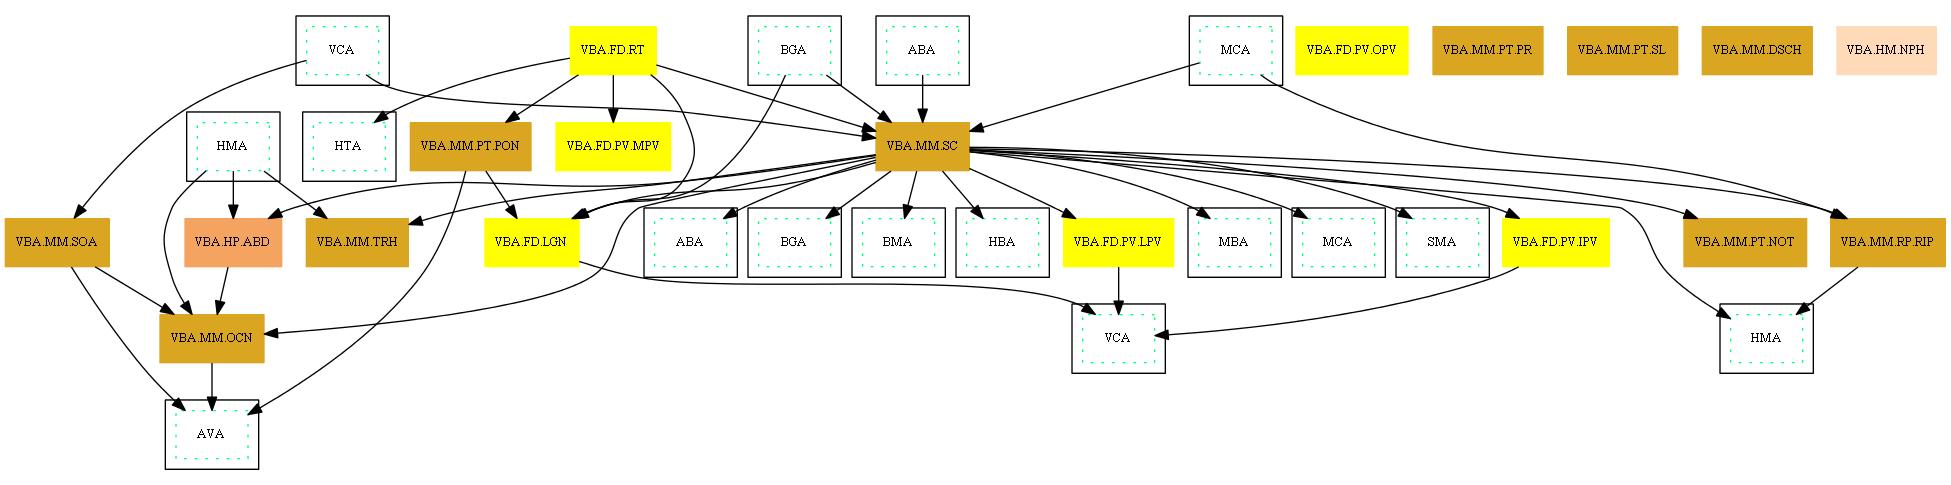 VCA
VBA.FD.RT
BGA
ABA
MCA
VBA.FD.PV.OPV
VBA.MM.PT.PR
VBA.MM.PT.SL
VBA.MM.DSCH
VBA.HM.NPH
HMA
HTA
VBA.MM.PT.PON
VBA.FD.PV.MPV
VBA.MM.SC
VBA.MM.SOA
VBA.HP.ABD
VBA.MM.TRH
VBA.FD.LGN
ABA
BGA
BMA
HBA
VBA.FD.PV.LPV
MBA
MCA
SMA
VBA.FD.PV.IPV
VBA.MM.PT.NOT
VBA.MM.RP.RIP
VBA.MM.OCN
VCA
HMA
AVA